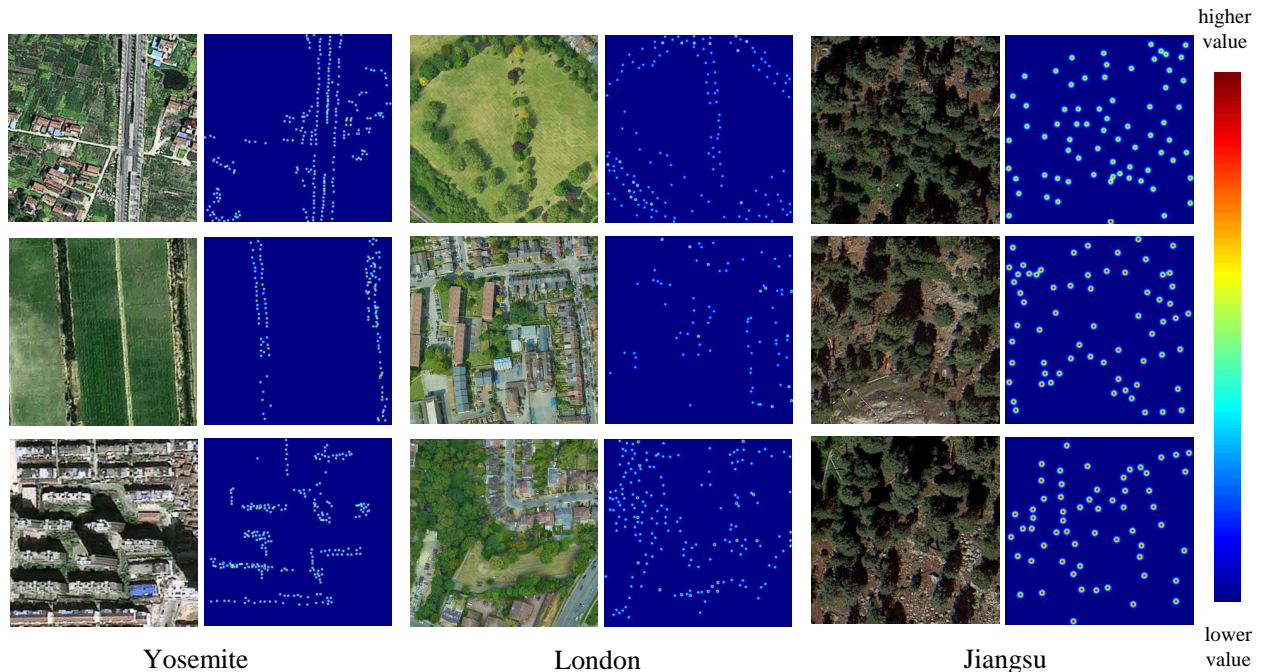 higher
value
Yosemite
London
Jiangsu
lower
value